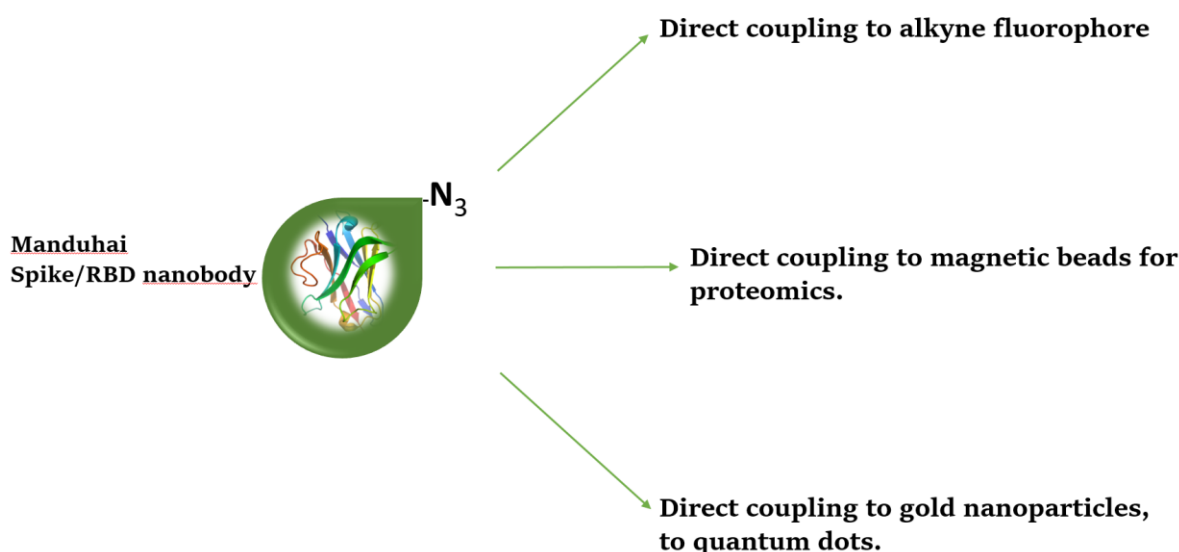 Direct coupling to alkyne fluorophore
-N₃
Manduhai
Spike/RBD nanobody
Direct coupling to magnetic beads for
proteomics.
Direct coupling to gold nanoparticles,
to quantum dots.